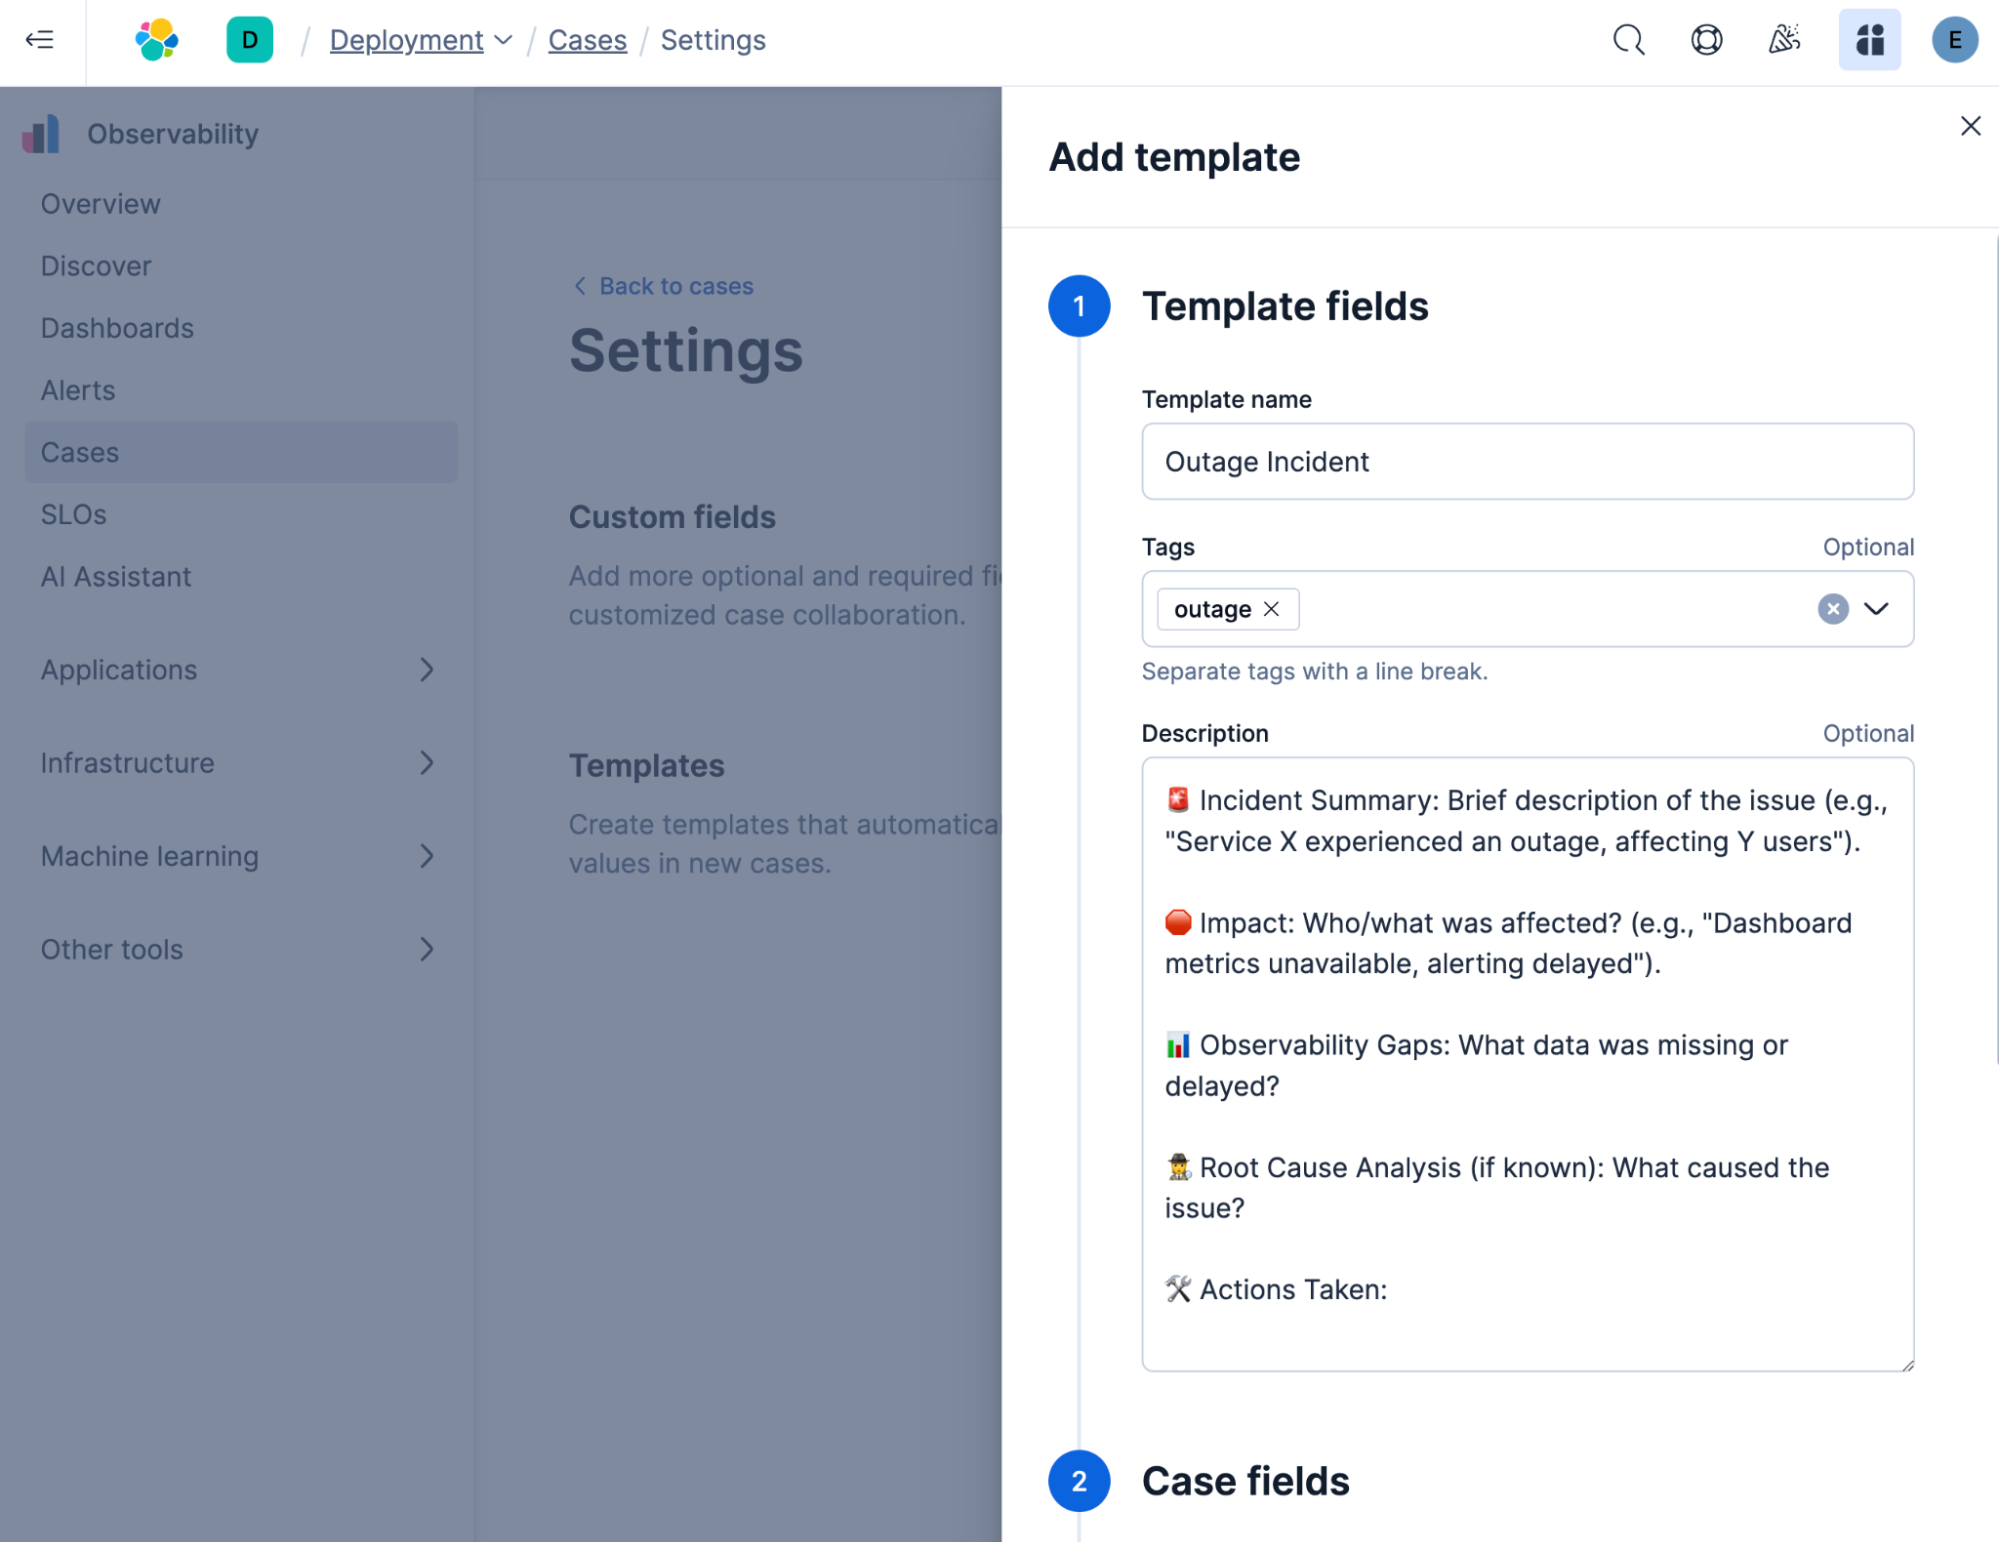 D / Deployment / Cases / Settings
E
Observability
Overview
Discover
Dashboards
Alerts
Cases
SLOs
AI Assistant
Applications
Infrastructure
Machine learning
Other tools
Back to cases
Settings
Custom fields
Add more optional and required fi
customized case collaboration.
Templates
Create templates that automatica
values in new cases.
Add template
1 Template fields
Template name
Outage Incident
Tags Optional
outage
Separate tags with a line break.
Description Optional
🚨 Incident Summary: Brief description of the issue (e.g.,
"Service X experienced an outage, affecting Y users").
🛑 Impact: Who/what was affected? (e.g., "Dashboard
metrics unavailable, alerting delayed").
📊 Observability Gaps: What data was missing or
delayed?
🕵️ Root Cause Analysis (if known): What caused the
issue?
🛠 Actions Taken:
2 Case fields